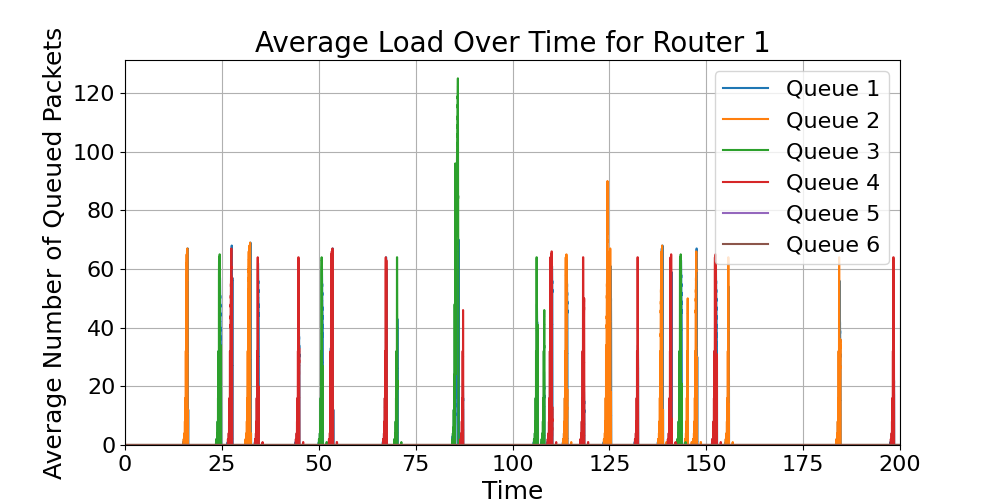 Average Load Over Time for Router 1
Average Number of Queued Packets
120
100
80
60
40
20
0
Queue 1
Queue 2
Queue 3
Queue 4
Queue 5
Queue 6
0 25 50 75 100 125 150 175 200
Time